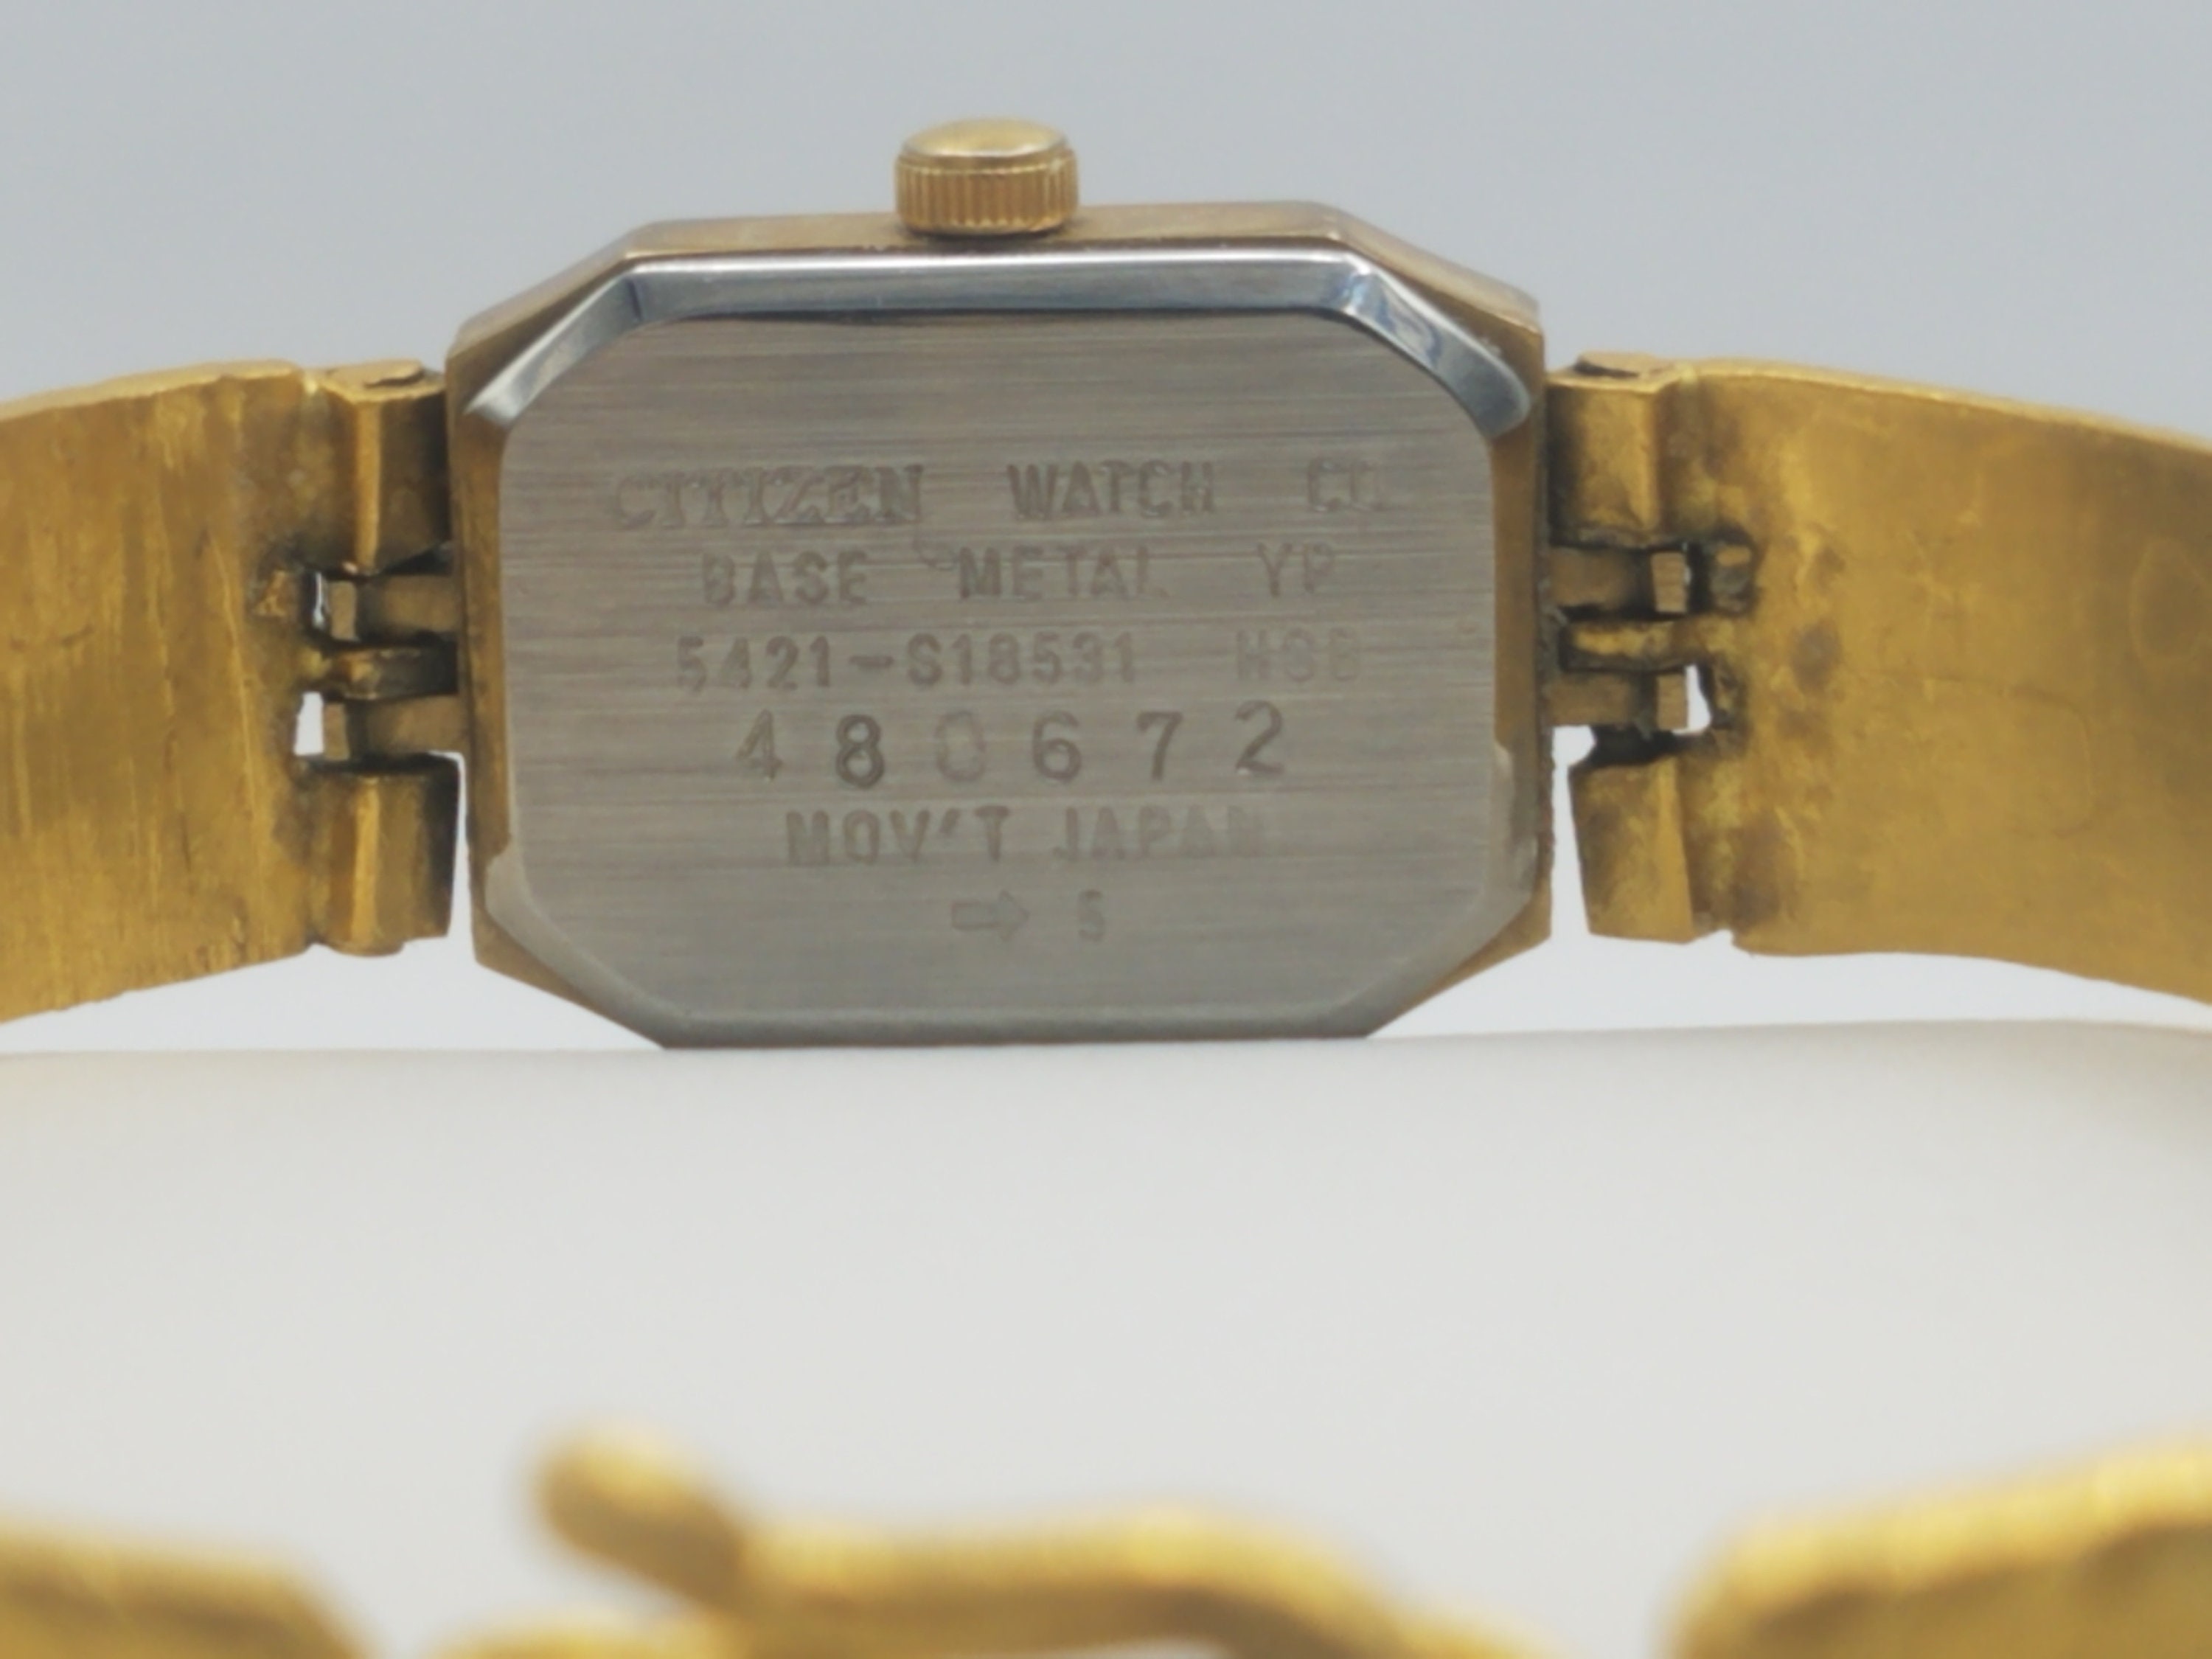 CITIZEN WATCH CO
BASE METAL YP
5421-S18531 HSB
480672
MOV'T JAPAN
⇨ 5